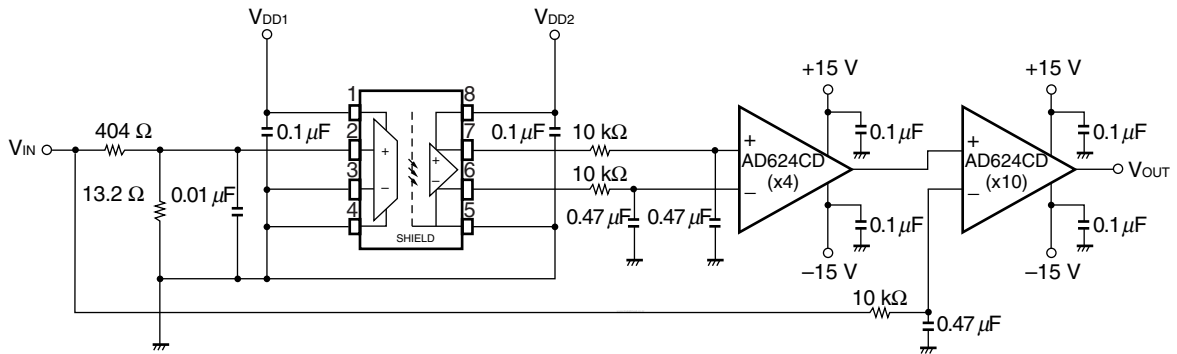 VDD1
VDD2
+15 V
+15 V
1
8
0.1 μF
0.1 μF
0.1 μF
0.1 μF
404 Ω
2
7
10 kΩ
VIN
+
+
+
+
AD624CD
(x4)
AD624CD
(x10)
VOUT
3
6
10 kΩ
13.2 Ω
0.01 μF
−
−
−
−
4
5
0.47 μF
0.47 μF
0.1 μF
0.1 μF
SHIELD
–15 V
–15 V
10 kΩ
0.47 μF